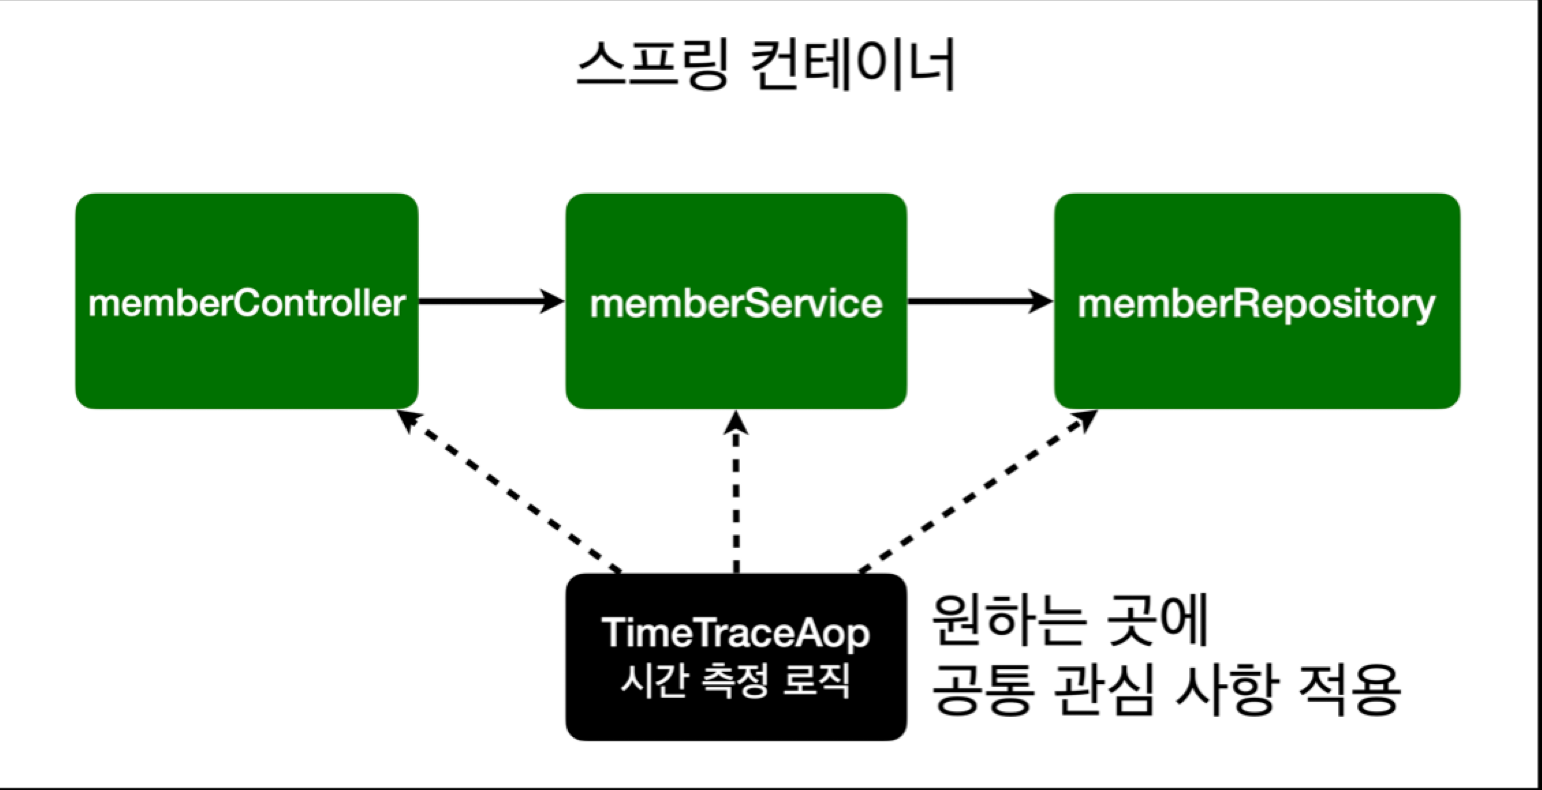 스프링 컨테이너
memberController
memberService
memberRepository
TimeTraceAop
시간 측정 로직
원하는 곳에
공통 관심 사항 적용